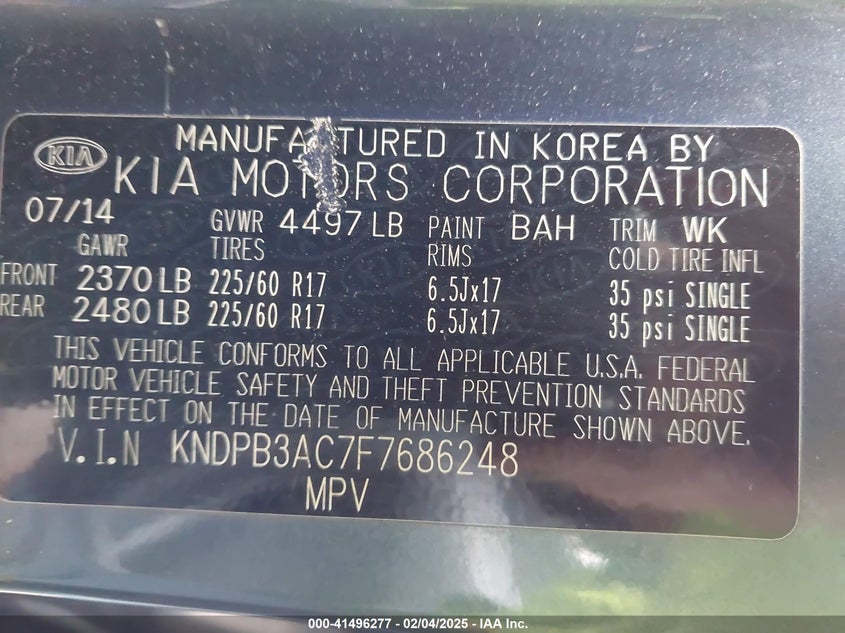 MANUFACTURED IN KOREA BY
KIA KIA MOTORS CORPORATION
07/14 GVWR 4497 LB PAINT BAH TRIM WK
GAWR TIRES RIMS COLD TIRE INFL
FRONT 2370 LB 225/60 R17 6.5Jx17 35 psi SINGLE
REAR 2480 LB 225/60 R17 6.5Jx17 35 psi SINGLE
THIS VEHICLE CONFORMS TO ALL APPLICABLE U.S.A. FEDERAL
MOTOR VEHICLE SAFETY AND THEFT PREVENTION STANDARDS
IN EFFECT ON THE DATE OF MANUFACTURE SHOWN ABOVE.
V.I.N KNDPB3AC7F7686248
MPV
000-41496277 - 02/04/2025 - IAA Inc.